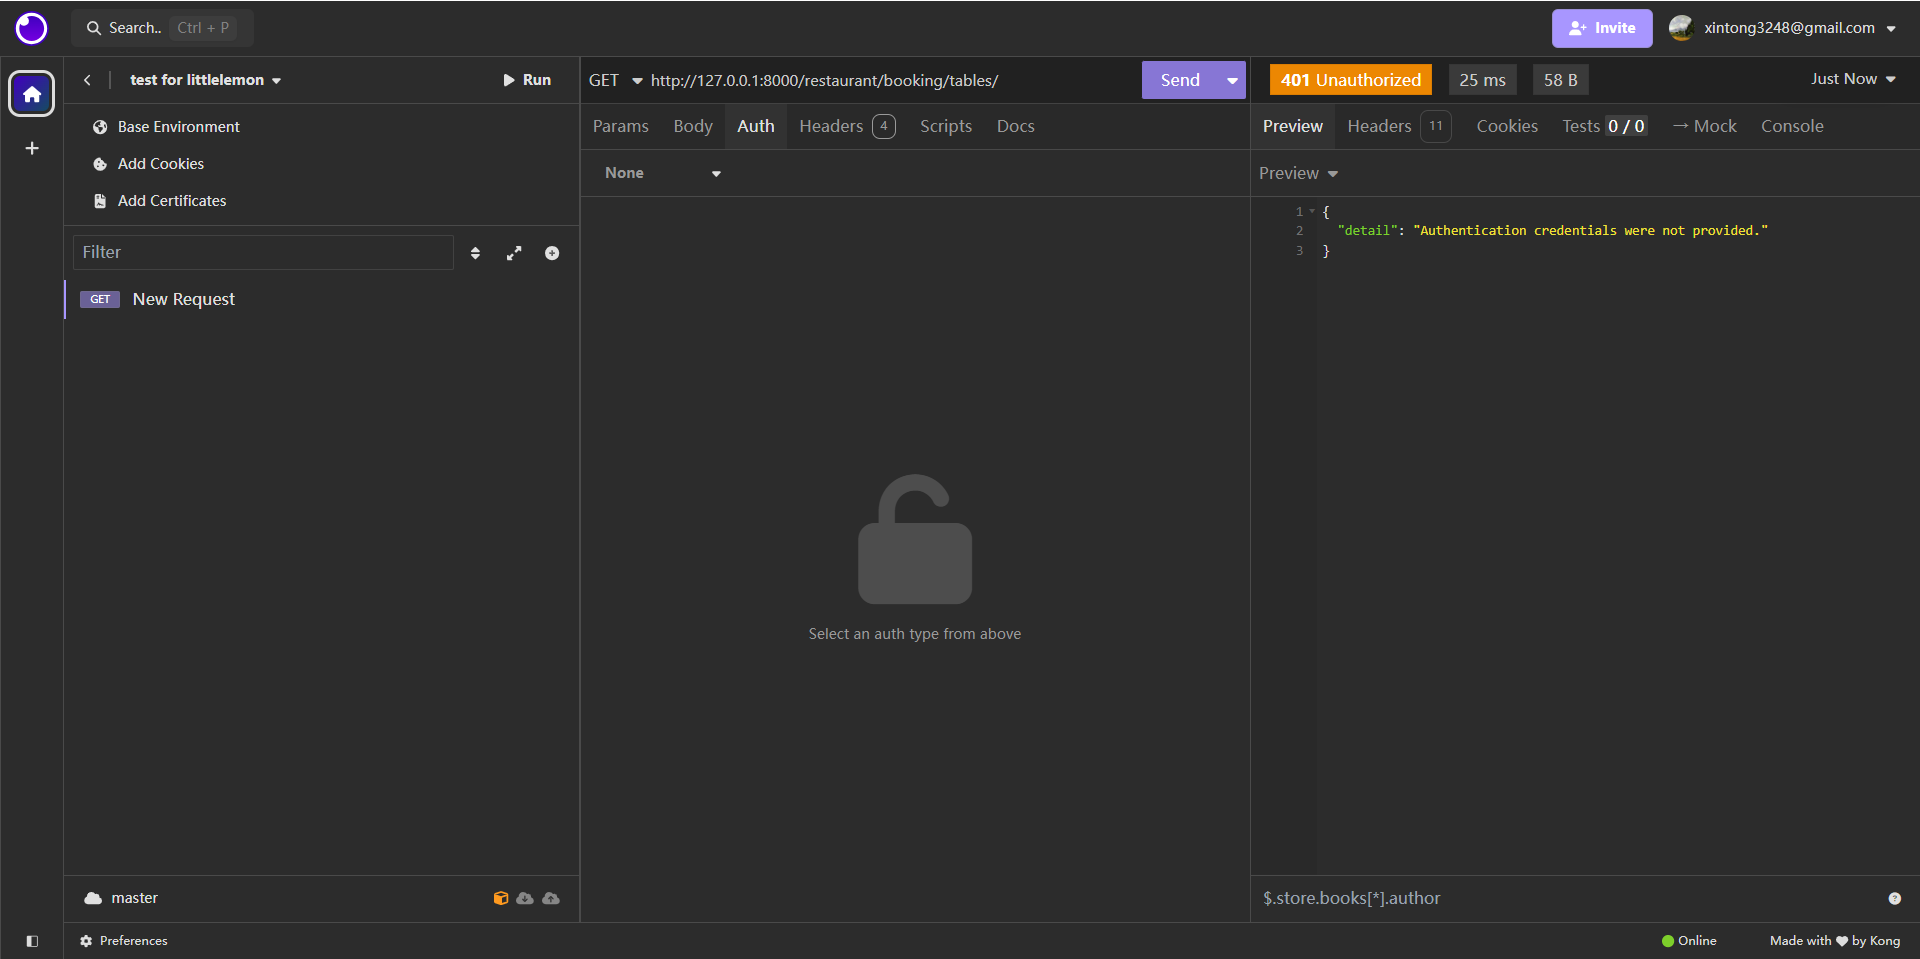 Search.. Ctrl + P
Invite
xintong3248@gmail.com
test for littlelemon
Run
Base Environment
Add Cookies
Add Certificates
Filter
GET New Request
master
Preferences
GET http://127.0.0.1:8000/restaurant/booking/tables/ Send
Params Body Auth Headers 4 Scripts Docs
None
Select an auth type from above
401 Unauthorized 25 ms 58 B Just Now
Preview Headers 11 Cookies Tests 0 / 0 → Mock Console
Preview
1 {
2 "detail": "Authentication credentials were not provided."
3 }
$.store.books[*].author
Online
Made with ❤ by Kong